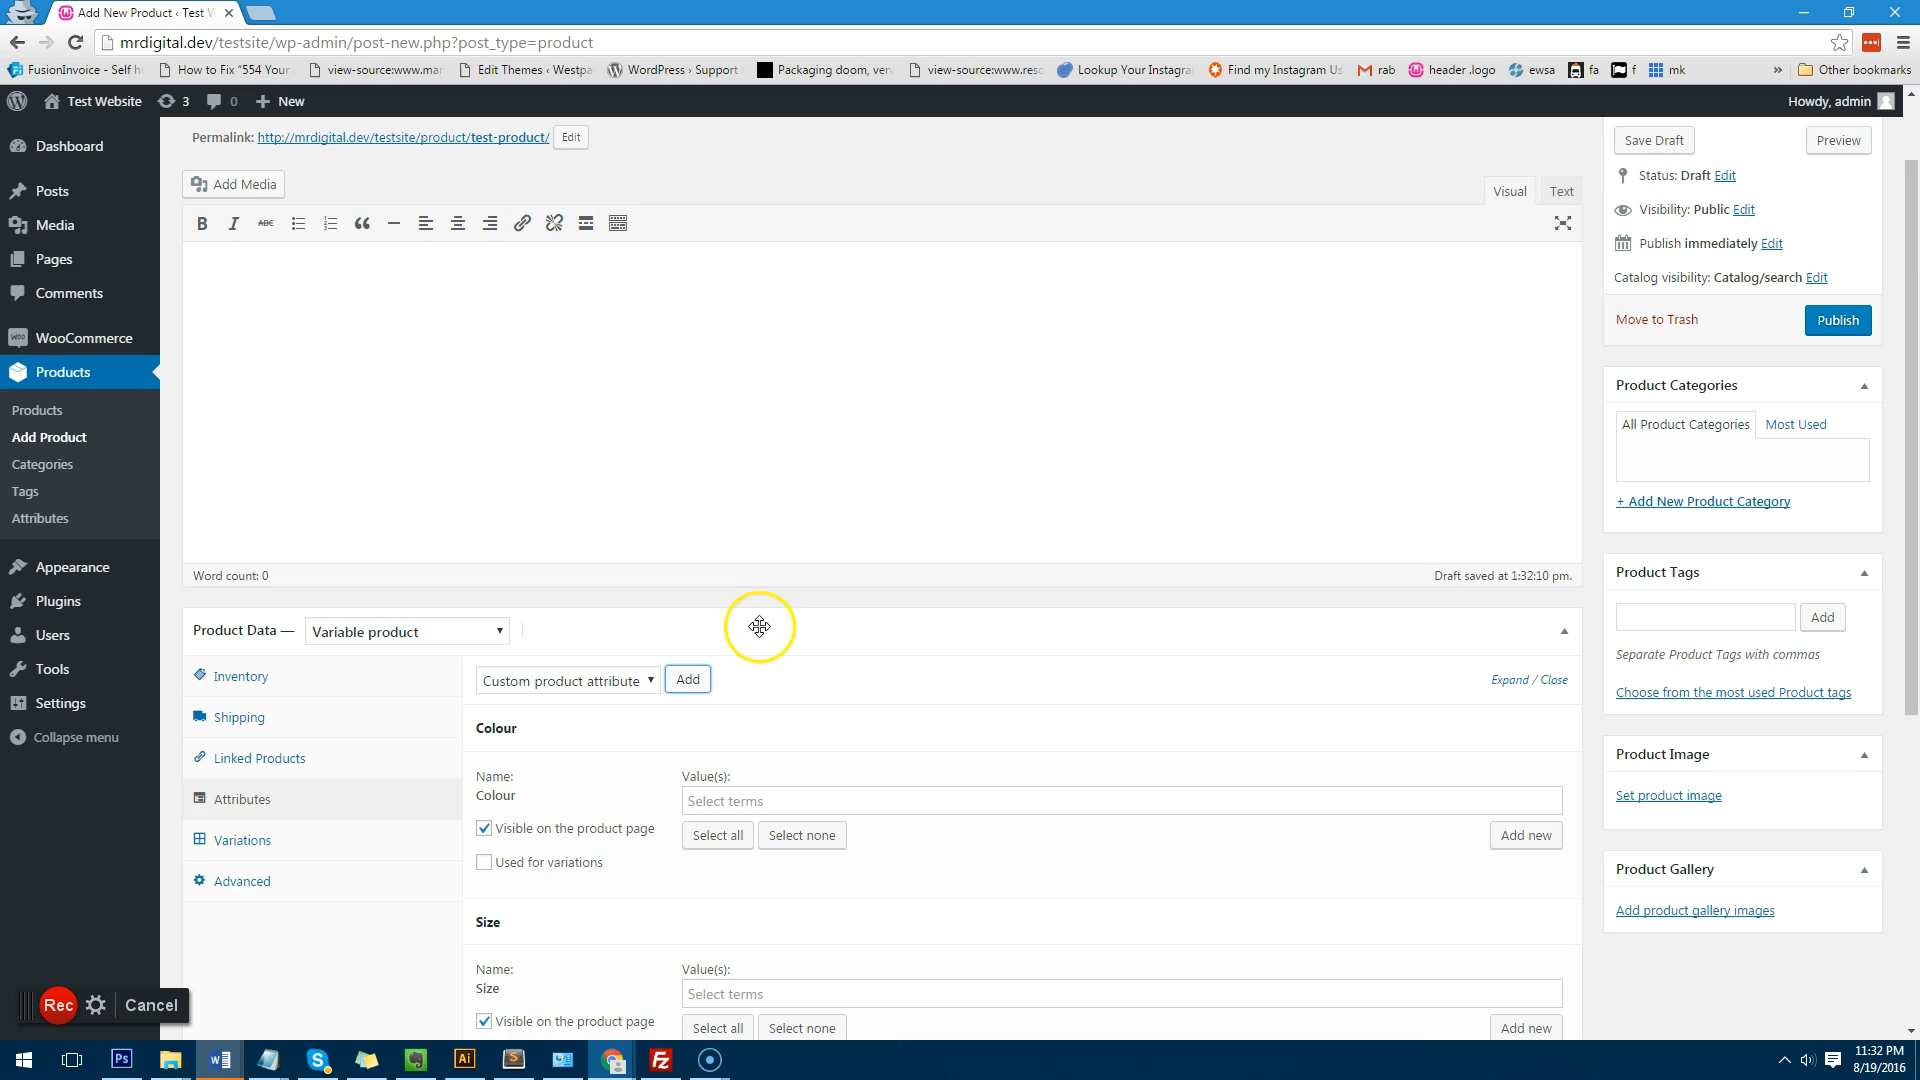 Add New Product ‹ Test W
mrdigital.dev/testsite/wp-admin/post-new.php?post_type=product
FusionInvoice - Self h
How to Fix "554 Your
view-source:www.mar
Edit Themes ‹ Westpa
WordPress › Support
Packaging doom, ver
view-source:www.resc
Lookup Your Instagra
Find my Instagram Us
rab
header .logo
ewsa
fa
f
mk
»
Other bookmarks
Test Website
3
0
New
Howdy, admin
Dashboard
Posts
Media
Pages
Comments
WooCommerce
Products
Products
Add Product
Categories
Tags
Attributes
Appearance
Plugins
Users
Tools
Settings
Collapse menu
Rec
Cancel
Permalink: http://mrdigital.dev/testsite/product/test-product/ Edit
Add Media
Visual
Text
B I ABC
Word count: 0
Draft saved at 1:32:10 pm.
Product Data — Variable product
Inventory
Shipping
Linked Products
Attributes
Variations
Advanced
Custom product attribute
Add
Expand / Close
Colour
Name:
Colour
Value(s):
Select terms
Visible on the product page
Select all
Select none
Add new
Used for variations
Size
Name:
Size
Value(s):
Select terms
Visible on the product page
Select all
Select none
Add new
Save Draft
Preview
Status: Draft Edit
Visibility: Public Edit
Publish immediately Edit
Catalog visibility: Catalog/search Edit
Move to Trash
Publish
Product Categories
All Product Categories
Most Used
+ Add New Product Category
Product Tags
Add
Separate Product Tags with commas
Choose from the most used Product tags
Product Image
Set product image
Product Gallery
Add product gallery images
Ps
Ai
S
Fz
11:32 PM
8/19/2016